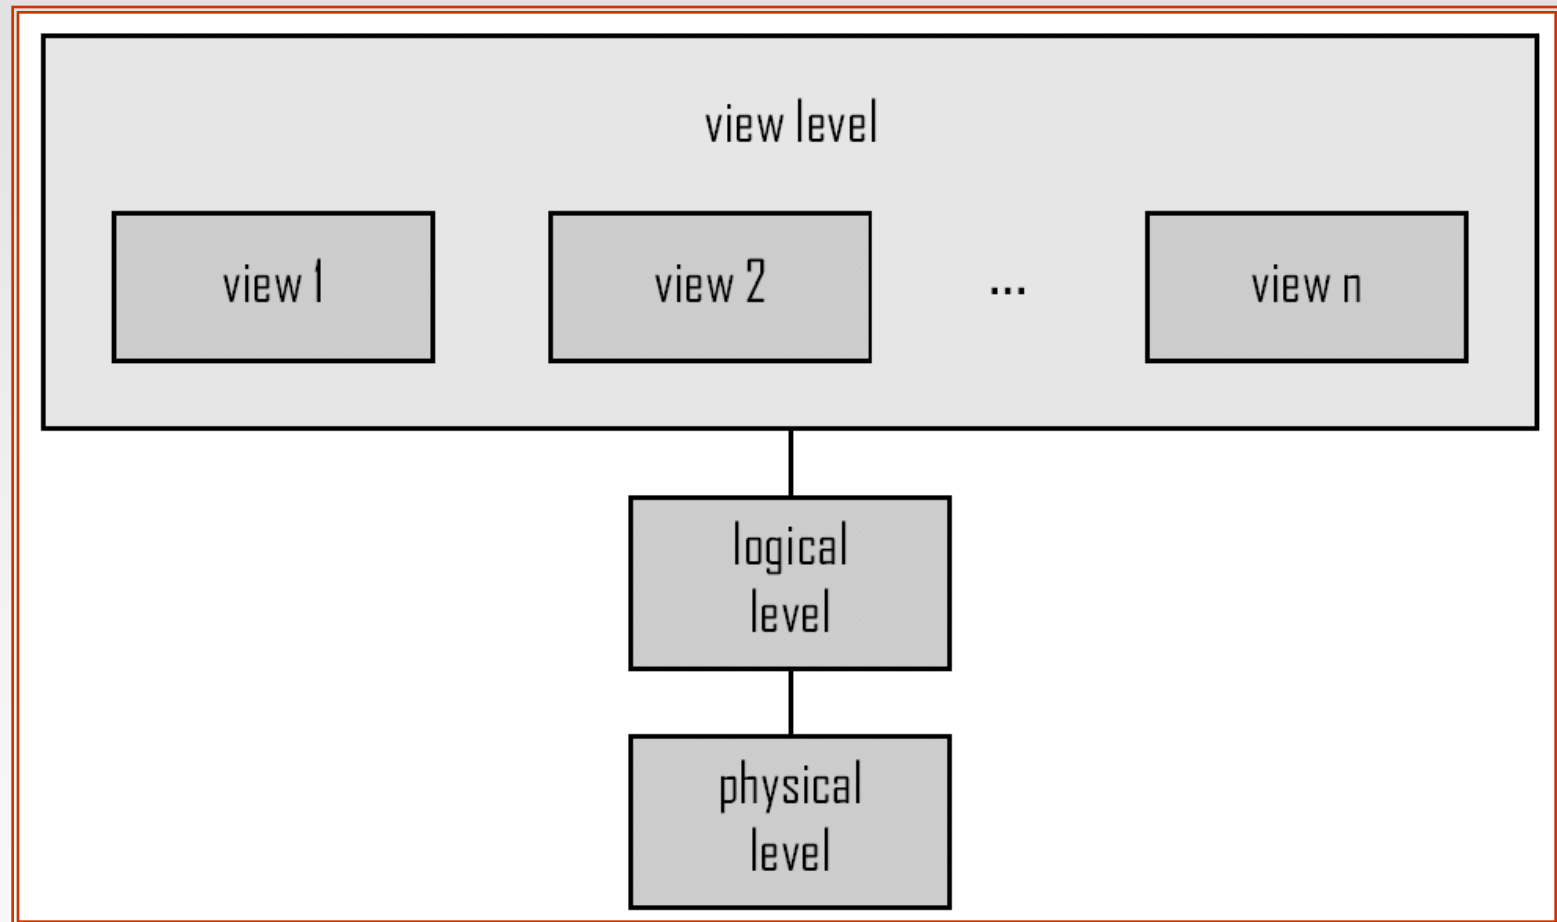 view level
view 1
view 2
...
view n
logical
level
physical
level